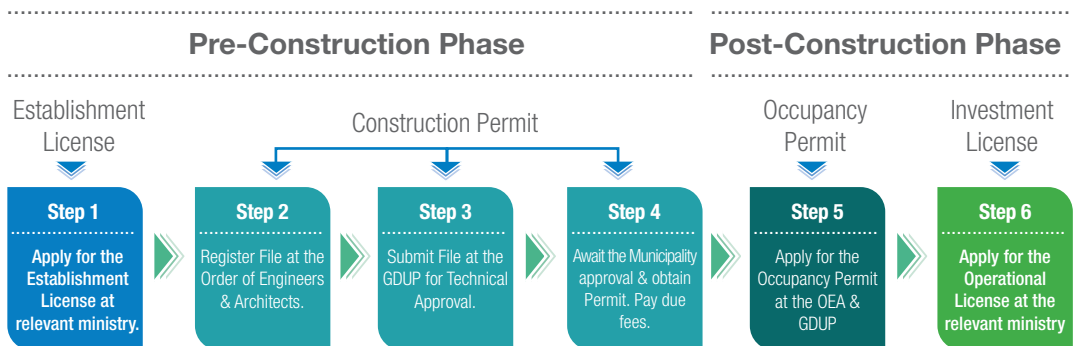 Pre-Construction Phase
Post-Construction Phase
Establishment
License
Construction Permit
Occupancy
Permit
Investment
License
Step 1
Apply for the
Establishment
License at
relevant ministry.
Step 2
Register File at the
Order of Engineers
& Architects.
Step 3
Submit File at the
GDUP for Technical
Approval.
Step 4
Await the Municipality
approval & obtain
Permit. Pay due
fees.
Step 5
Apply for the
Occupancy Permit
at the OEA &
GDUP
Step 6
Apply for the
Operational
License at the
relevant ministry